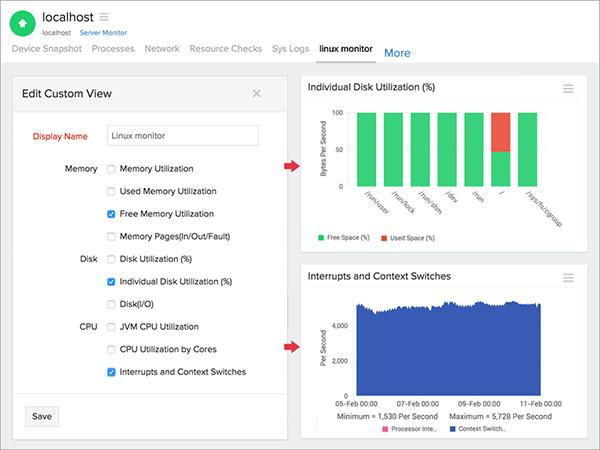 localhost
localhost Server Monitor
Device Snapshot Processes Network Resource Checks Sys Logs linux monitor More
Edit Custom View
Display Name Linux monitor
Memory Memory Utilization
Used Memory Utilization
Free Memory Utilization
Memory Pages(In/Out/Fault)
Disk Disk Utilization (%)
Individual Disk Utilization (%)
Disk(I/O)
CPU JVM CPU Utilization
CPU Utilization by Cores
Interrupts and Context Switches
Save
Individual Disk Utilization (%)
Bytes Per Second
100
50
0
/run/user /run/lock /run/shm /dev /run / /sys/fs/cgroup
Free Space (%) Used Space (%)
Interrupts and Context Switches
Per Second
4,000
2,000
0
05-Feb 00:00 07-Feb 00:00 09-Feb 00:00 11-Feb 00:00
Minimum = 1,530 Per Second Maximum = 5,728 Per Second
Processor Inte... Context Switch...